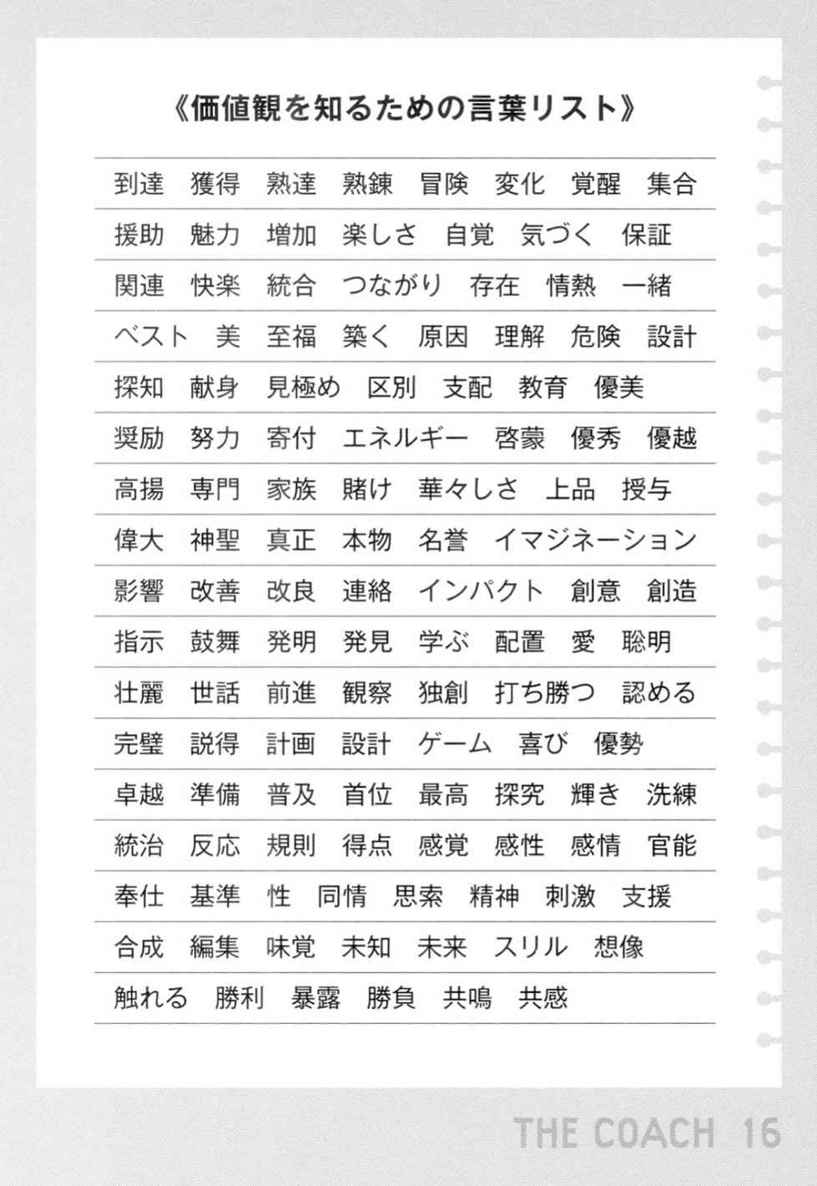 《価値観を知るための言葉リスト》
到達 獲得 熟達 熟錬 冒険 変化 覚醒 集合
援助 魅力 増加 楽しさ 自覚 気づく 保証
関連 快楽 統合 つながり 存在 情熱 一緒
ベスト 美 至福 築く 原因 理解 危険 設計
探知 献身 見極め 区別 支配 教育 優美
奨励 努力 寄付 エネルギー 啓蒙 優秀 優越
高揚 専門 家族 賭け 華々しさ 上品 授与
偉大 神聖 真正 本物 名誉 イマジネーション
影響 改善 改良 連絡 インパクト 創意 創造
指示 鼓舞 発明 発見 学ぶ 配置 愛 聡明
壮麗 世話 前進 観察 独創 打ち勝つ 認める
完璧 説得 計画 設計 ゲーム 喜び 優勢
卓越 準備 普及 首位 最高 探究 輝き 洗練
統治 反応 規則 得点 感覚 感性 感情 官能
奉仕 基準 性 同情 思索 精神 刺激 支援
合成 編集 味覚 未知 未来 スリル 想像
触れる 勝利 暴露 勝負 共鳴 共感
THE COACH 16